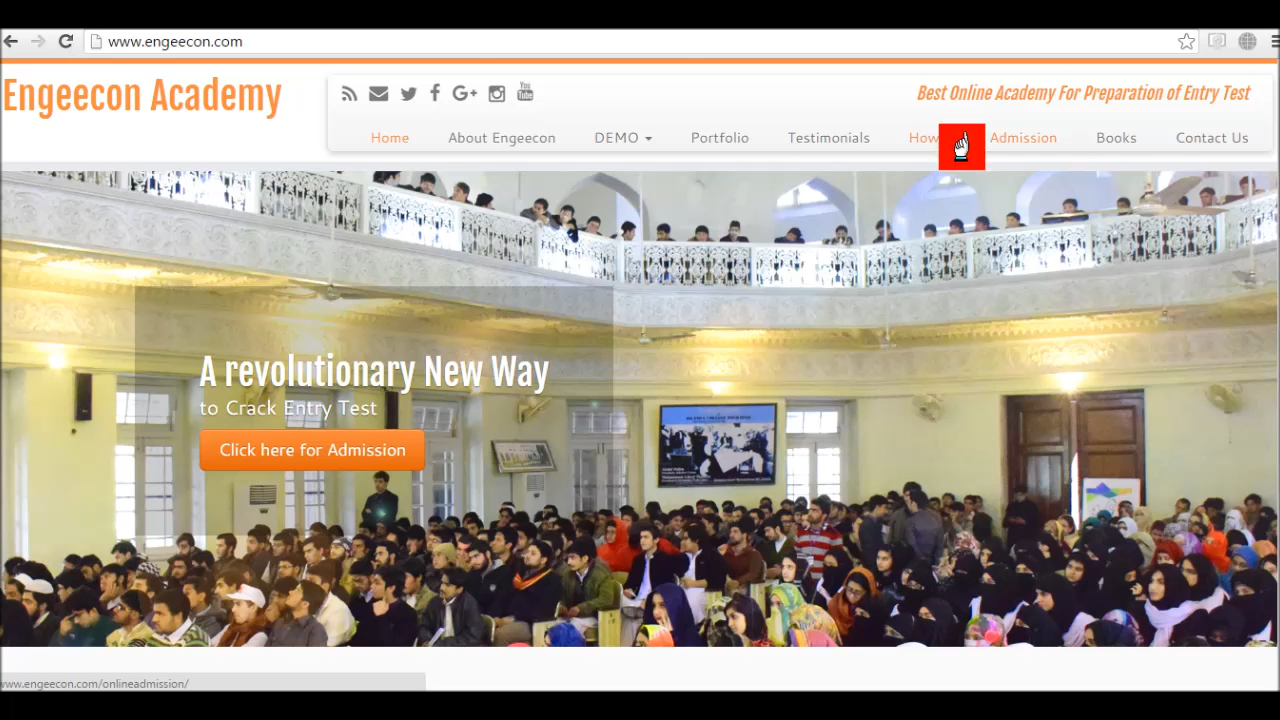 www.engeecon.com
Engeecon Academy
Best Online Academy For Preparation of Entry Test
Home About Engeecon DEMO Portfolio Testimonials How Admission Books Contact Us
A revolutionary New Way
to Crack Entry Test
Click here for Admission
www.engeecon.com/onlineadmission/